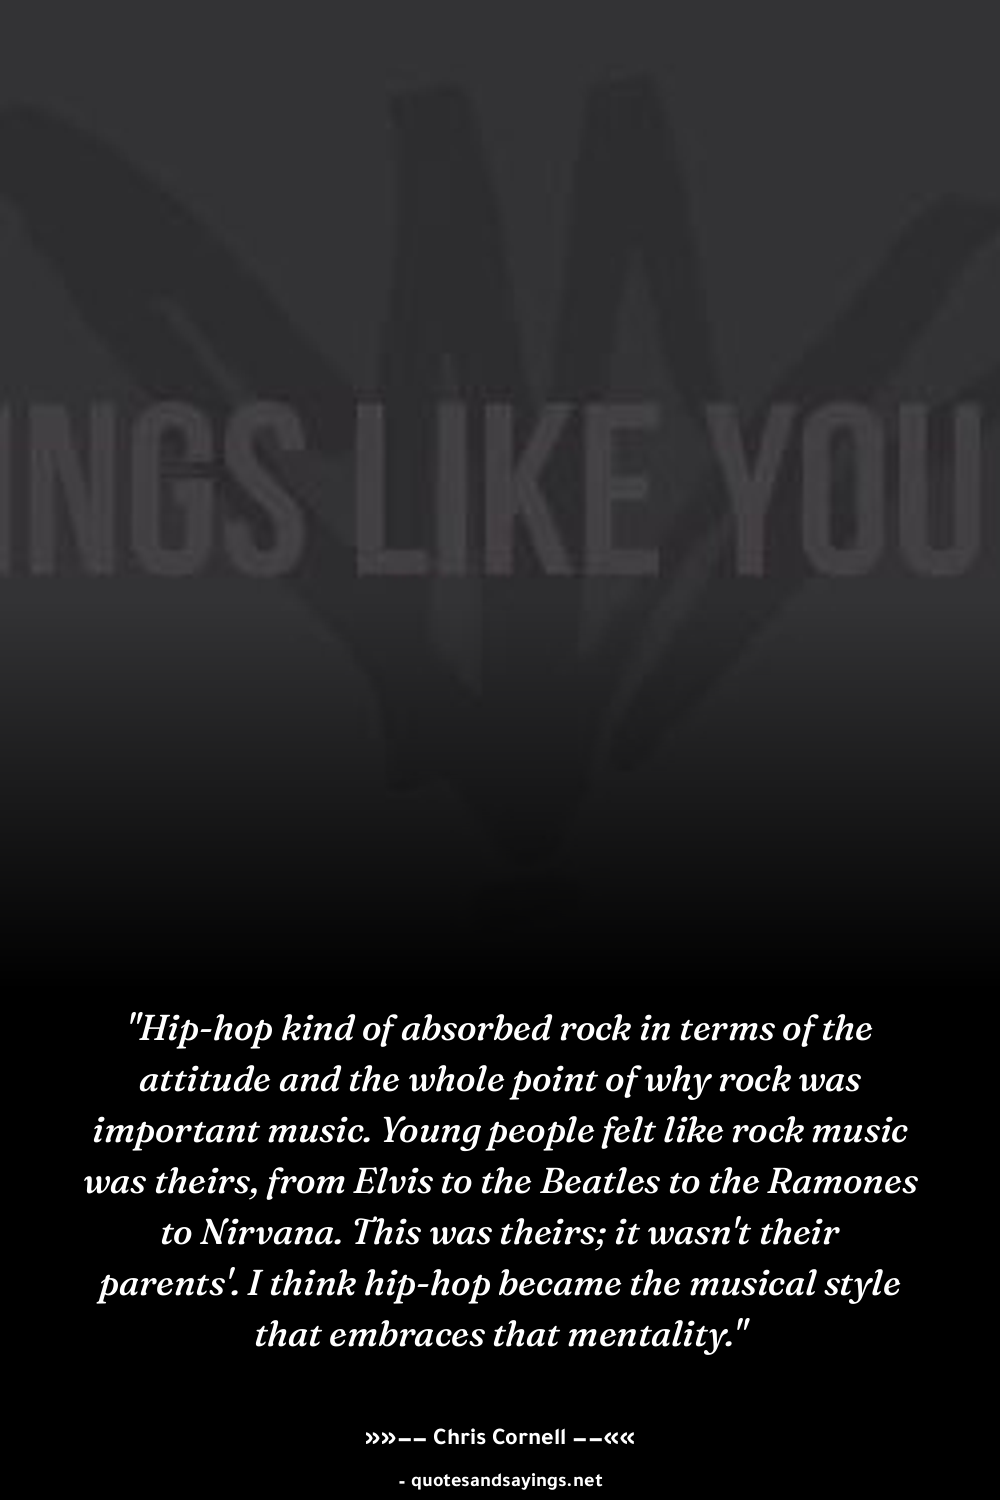 INGS LIKE YOU
"Hip-hop kind of absorbed rock in terms of the
attitude and the whole point of why rock was
important music. Young people felt like rock music
was theirs, from Elvis to the Beatles to the Ramones
to Nirvana. This was theirs; it wasn't their
parents'. I think hip-hop became the musical style
that embraces that mentality."
»»−− Chris Cornell −−««
- quotesandsayings.net